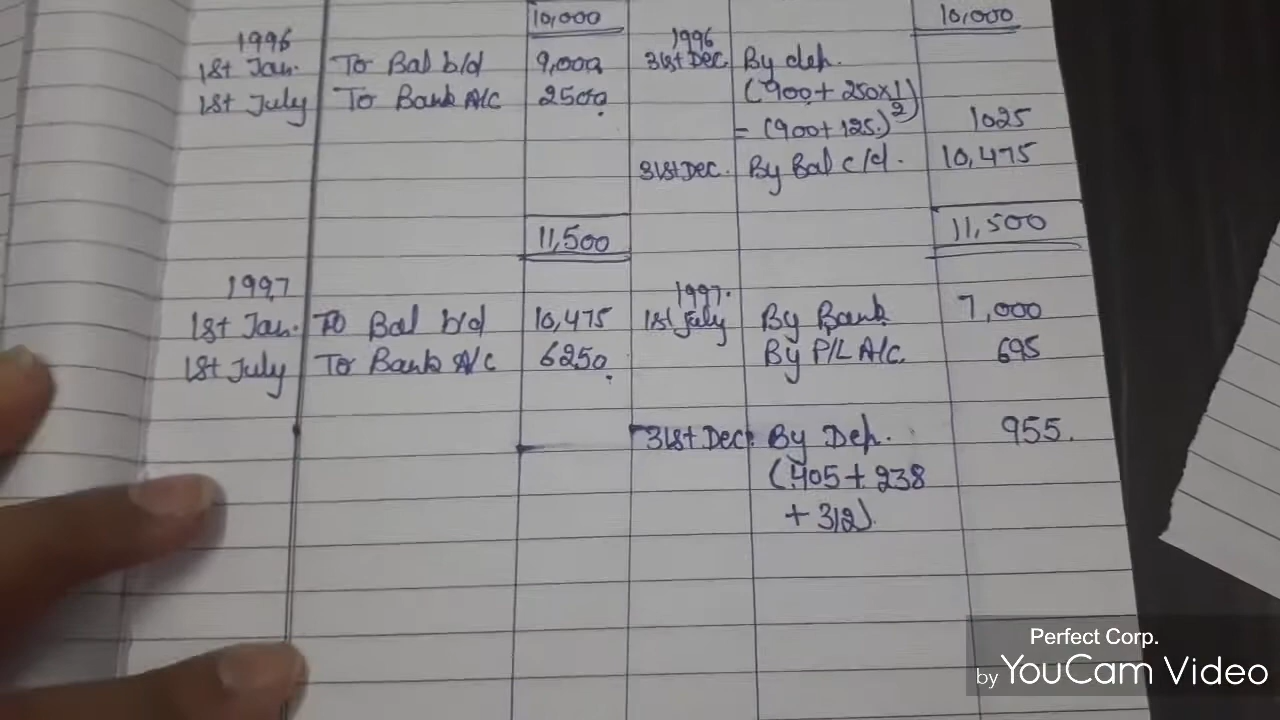 10,000 10,000
1996 1996
1st Jan. To Bal b/d 9,000 31st Dec. By dep.
1st July To Bank A/C 2500 (900 + 250 x 1/2)
= (900 + 125) 1025
31st Dec. By Bal c/d. 10,475
11,500 11,500
1997 1997.
1st Jan. To Bal b/d 10,475 1st July By Bank 7,000
1st July To Bank A/C 6250 By P/L A/C 695
31st Dec. By Dep. 955.
(405 + 238
+ 312).
Perfect Corp.
by YouCam Video